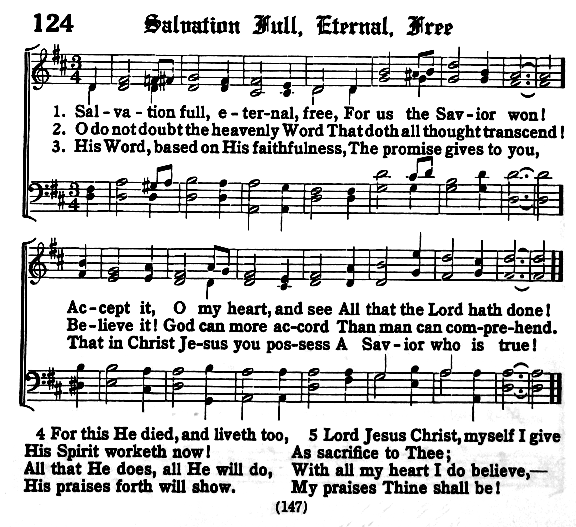 124 Salvation Full, Eternal, Free
1. Sal - va - tion full, e - ter-nal, free, For us the Sav-ior won!
2. O do not doubt the heavenly Word That doth all thought transcend!
3. His Word, based on His faithfulness, The promise gives to you,
Ac-cept it, O my heart, and see All that the Lord hath done!
Be-lieve it! God can more ac-cord Than man can com-pre-hend.
That in Christ Je-sus you pos-sess A Sav-ior who is true!
4 For this He died, and liveth too,
His Spirit worketh now!
All that He does, all He will do,
His praises forth will show.
5 Lord Jesus Christ, myself I give
As sacrifice to Thee;
With all my heart I do believe,—
My praises Thine shall be!
(147)